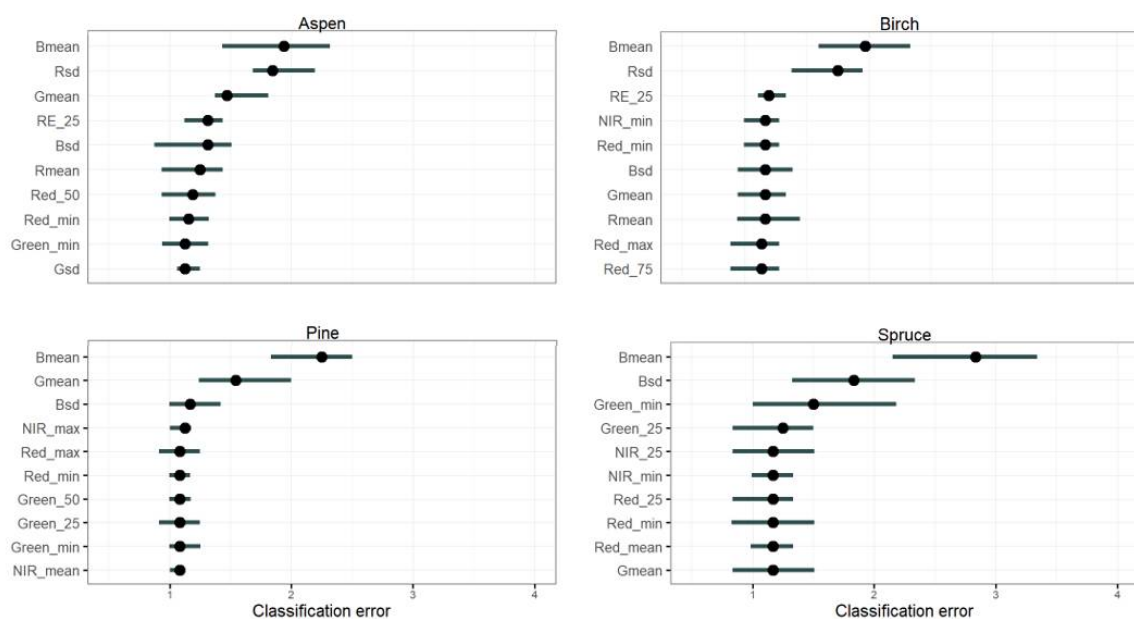 Aspen
Bmean
Rsd
Gmean
RE_25
Bsd
Rmean
Red_50
Red_min
Green_min
Gsd
Birch
Bmean
Rsd
RE_25
NIR_min
Red_min
Bsd
Gmean
Rmean
Red_max
Red_75
Pine
Bmean
Gmean
Bsd
NIR_max
Red_max
Red_min
Green_50
Green_25
Green_min
NIR_mean
1 2 3 4
Classification error
Spruce
Bmean
Bsd
Green_min
Green_25
NIR_25
NIR_min
Red_25
Red_min
Red_mean
Gmean
1 2 3 4
Classification error